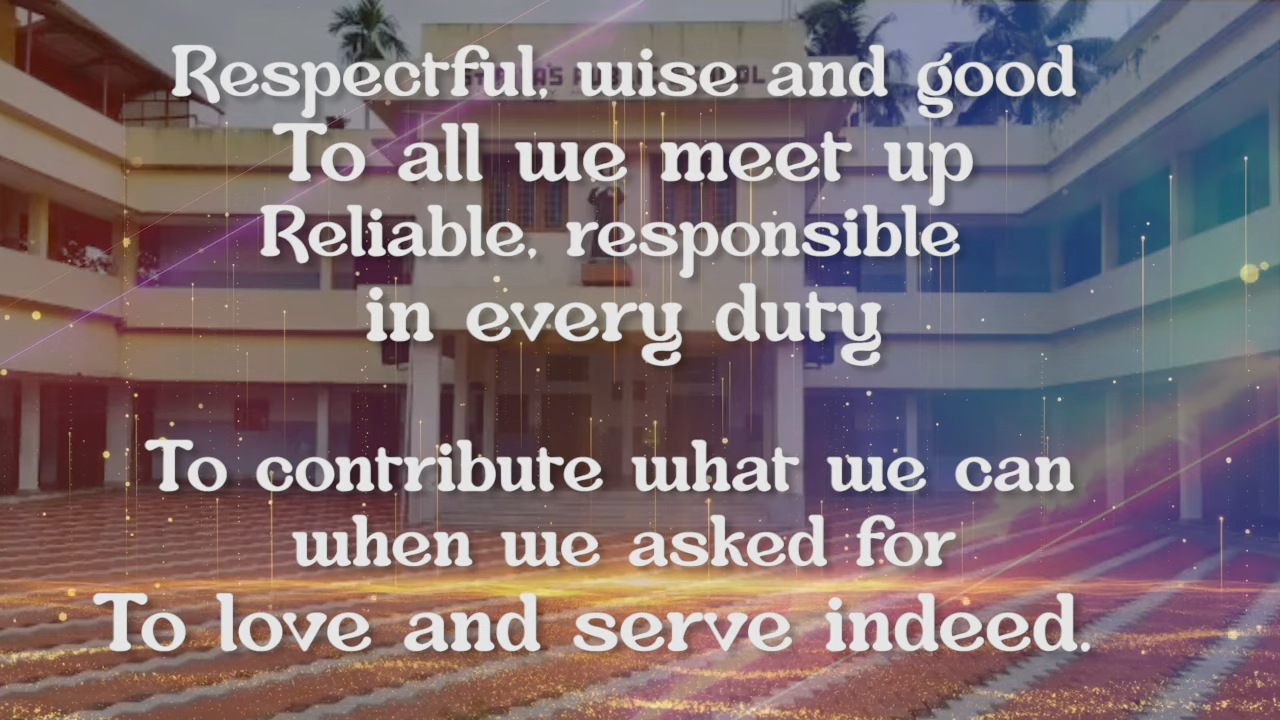 Respectful, wise and good
To all we meet up
Reliable, responsible
in every duty
To contribute what we can
when we asked for
To love and serve indeed.